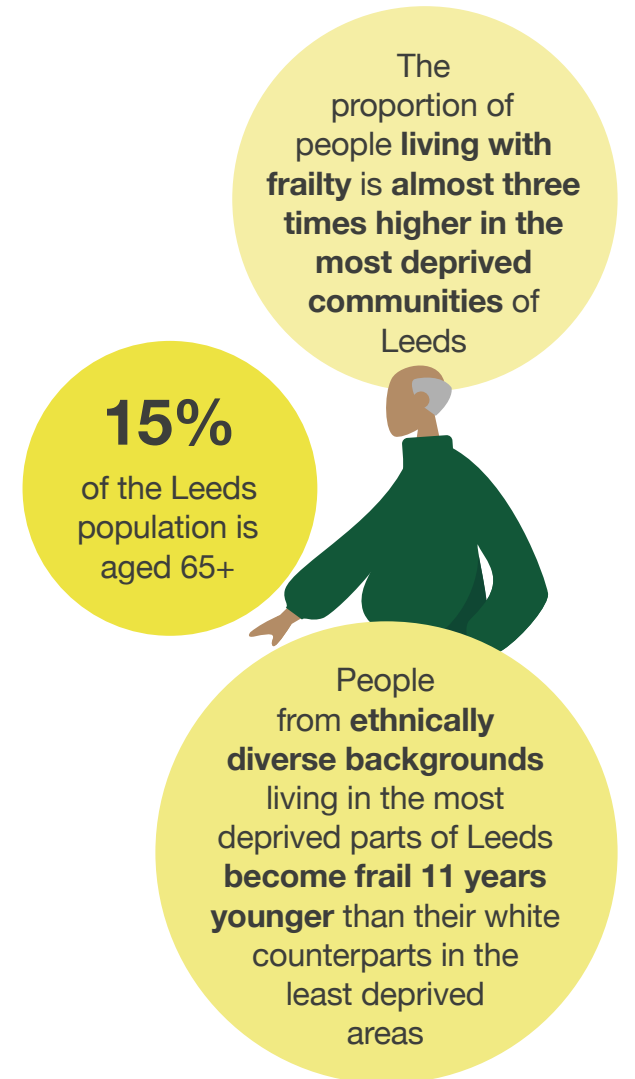 The
proportion of
people living with
frailty is almost three
times higher in the
most deprived
communities of
Leeds
15%
of the Leeds
population is
aged 65+
People
from ethnically
diverse backgrounds
living in the most
deprived parts of Leeds
become frail 11 years
younger than their white
counterparts in the
least deprived
areas